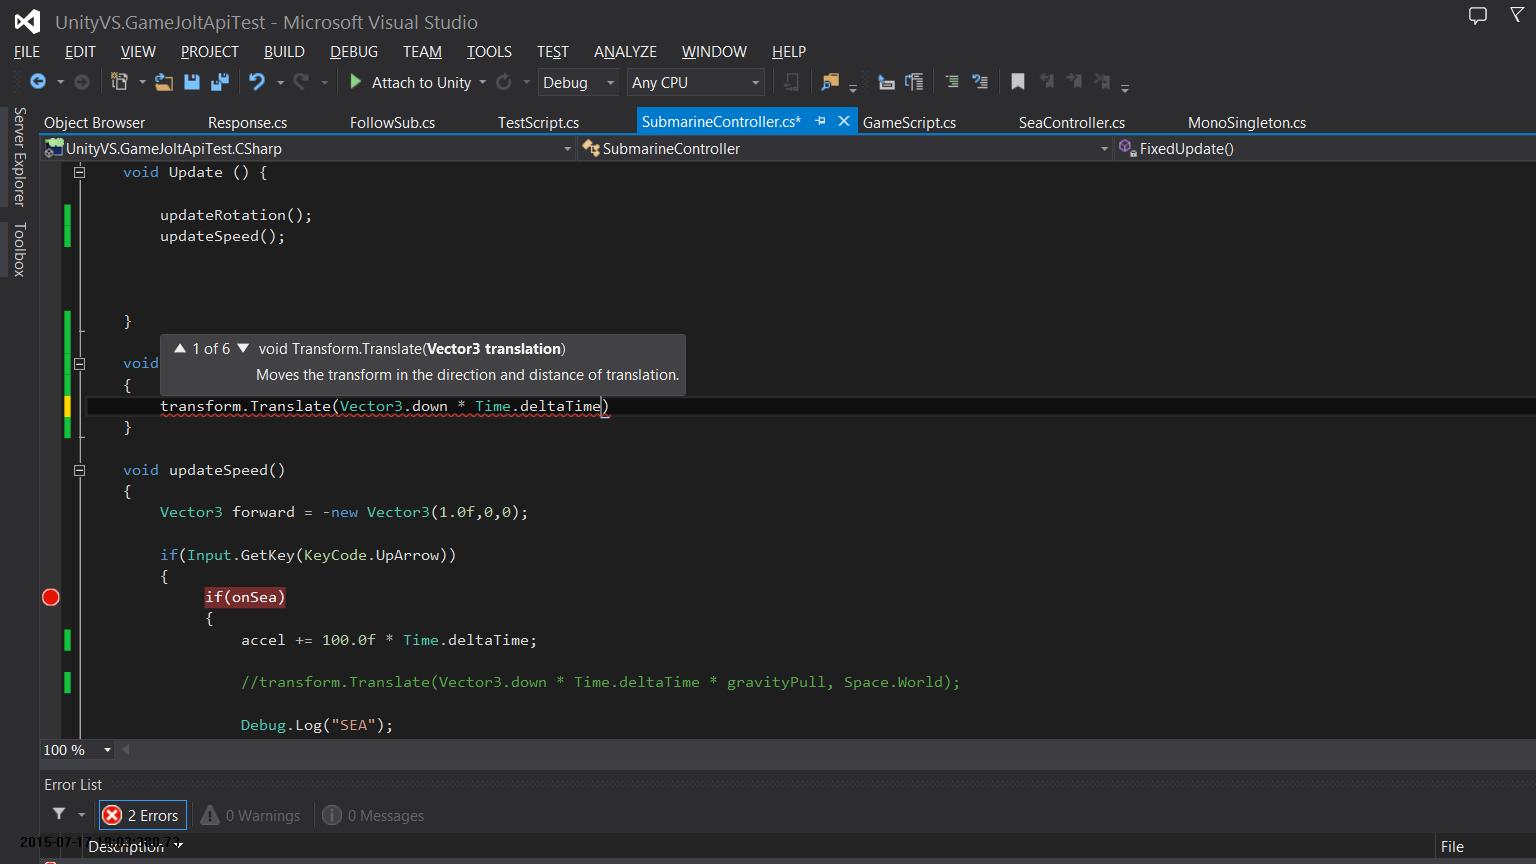 UnityVS.GameJoltApiTest - Microsoft Visual Studio
FILE EDIT VIEW PROJECT BUILD DEBUG TEAM TOOLS TEST ANALYZE WINDOW HELP
Attach to Unity Debug Any CPU
Server Explorer
Toolbox
Object Browser Response.cs FollowSub.cs TestScript.cs SubmarineController.cs* GameScript.cs SeaController.cs MonoSingleton.cs
UnityVS.GameJoltApiTest.CSharp SubmarineController FixedUpdate()
void Update () {
updateRotation();
updateSpeed();
}
1 of 6 void Transform.Translate(Vector3 translation)
Moves the transform in the direction and distance of translation.
void
{
transform.Translate(Vector3.down * Time.deltaTime)
}
void updateSpeed()
{
Vector3 forward = -new Vector3(1.0f,0,0);
if(Input.GetKey(KeyCode.UpArrow))
{
if(onSea)
{
accel += 100.0f * Time.deltaTime;
//transform.Translate(Vector3.down * Time.deltaTime * gravityPull, Space.World);
Debug.Log("SEA");
100 %
Error List
2 Errors 0 Warnings 0 Messages
Description File